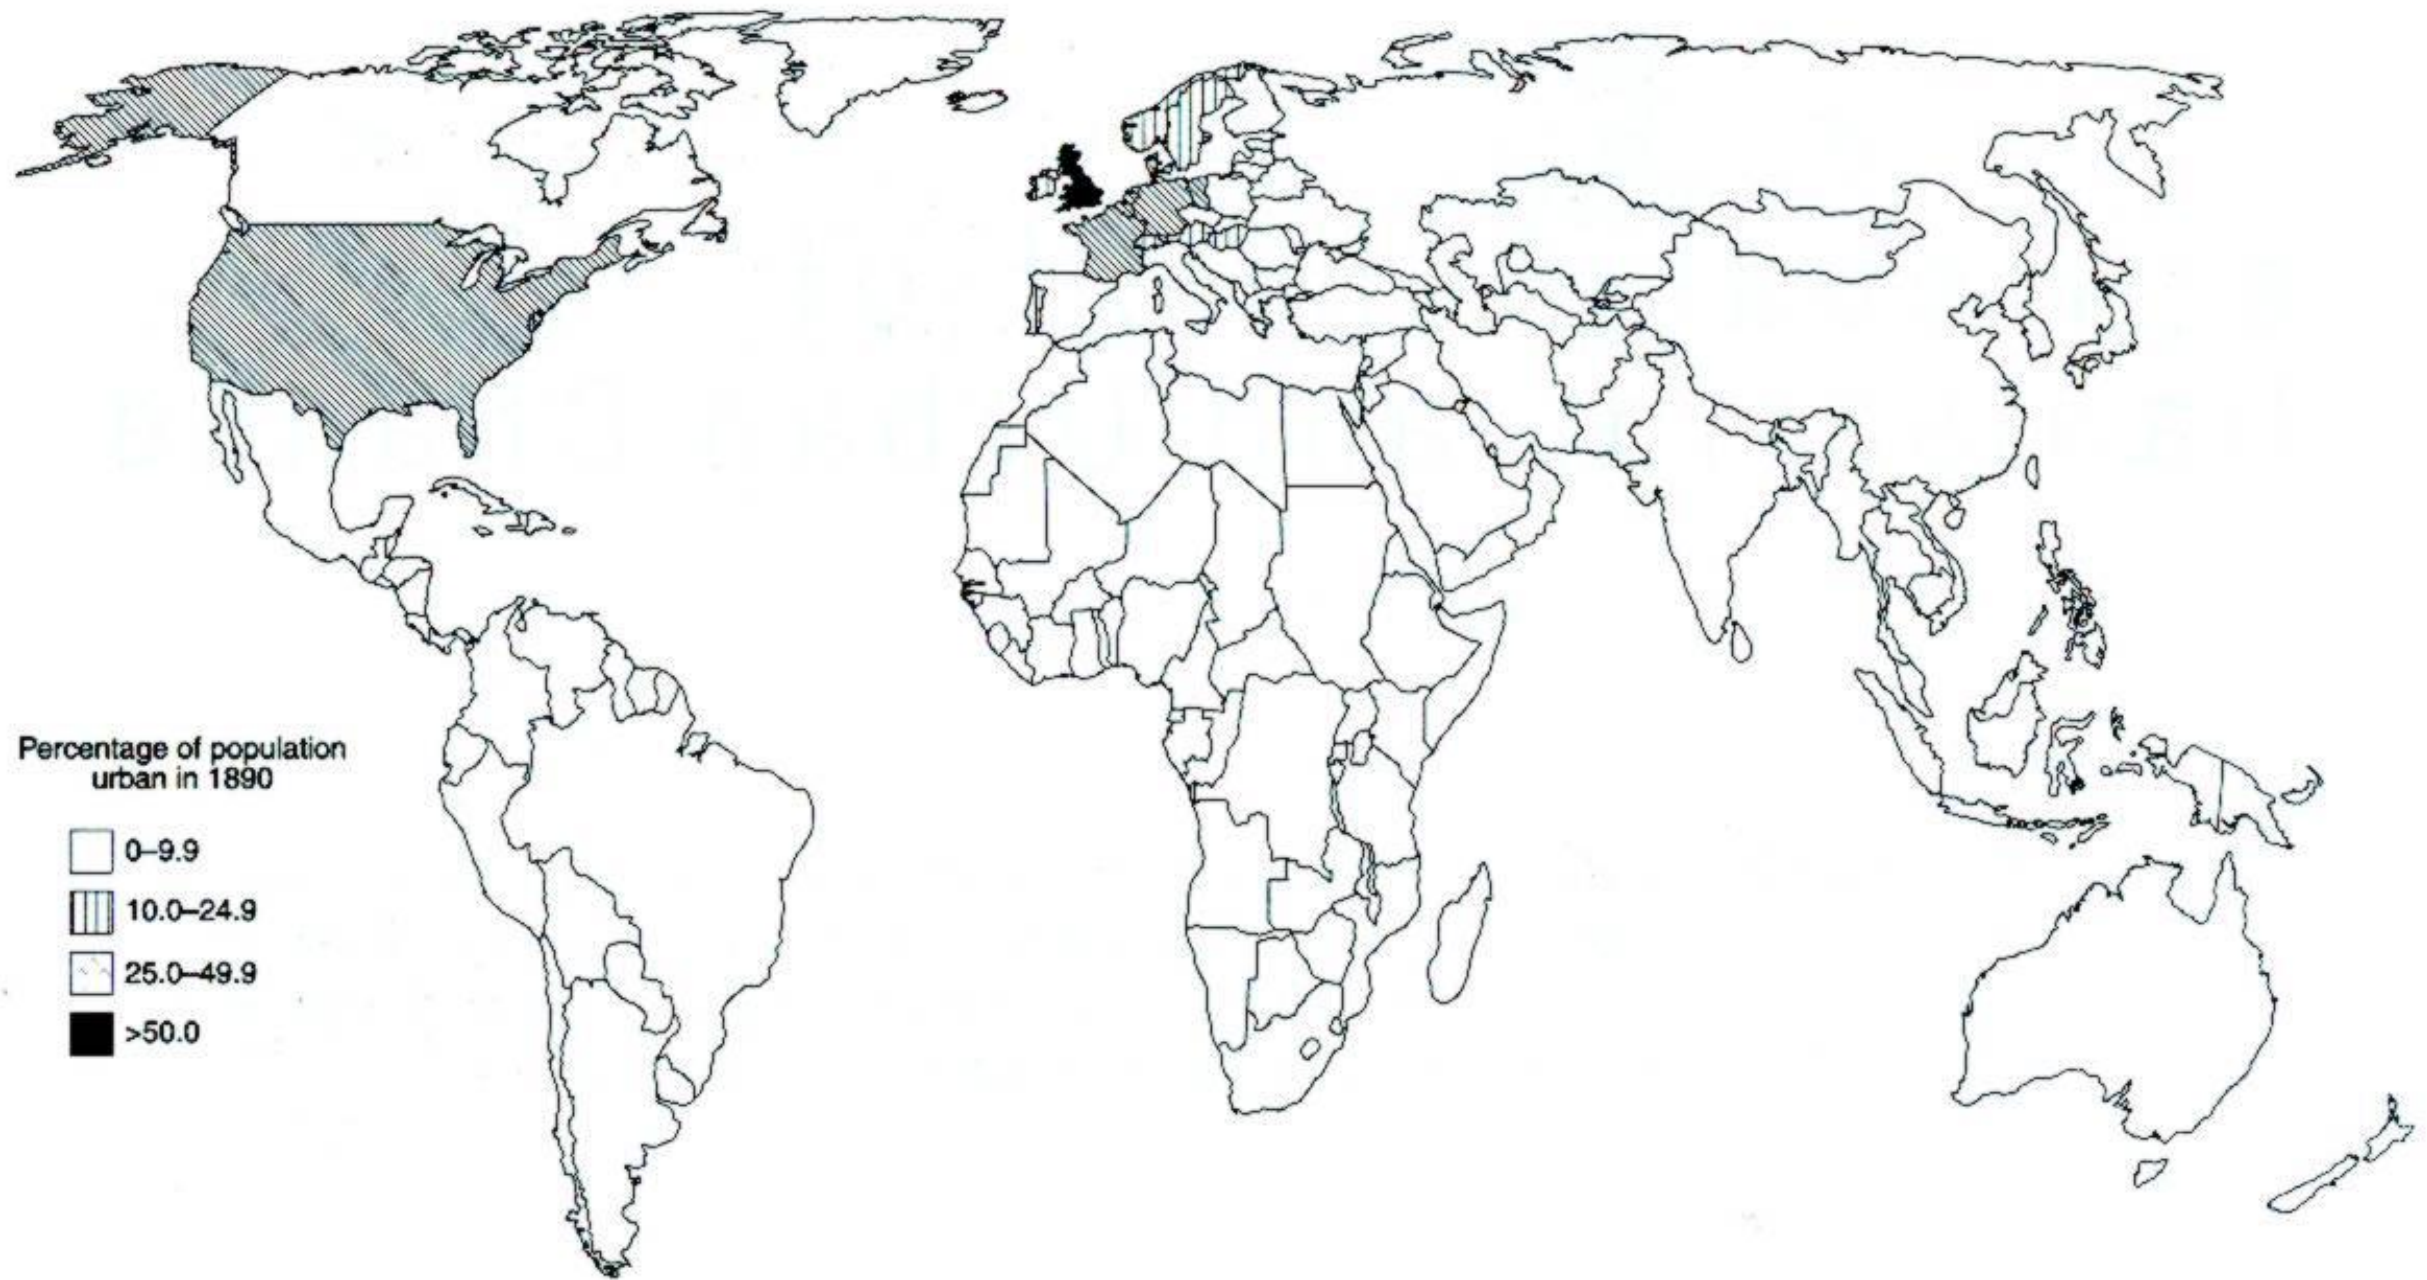 Percentage of population
urban in 1890
0–9.9
10.0–24.9
25.0–49.9
>50.0